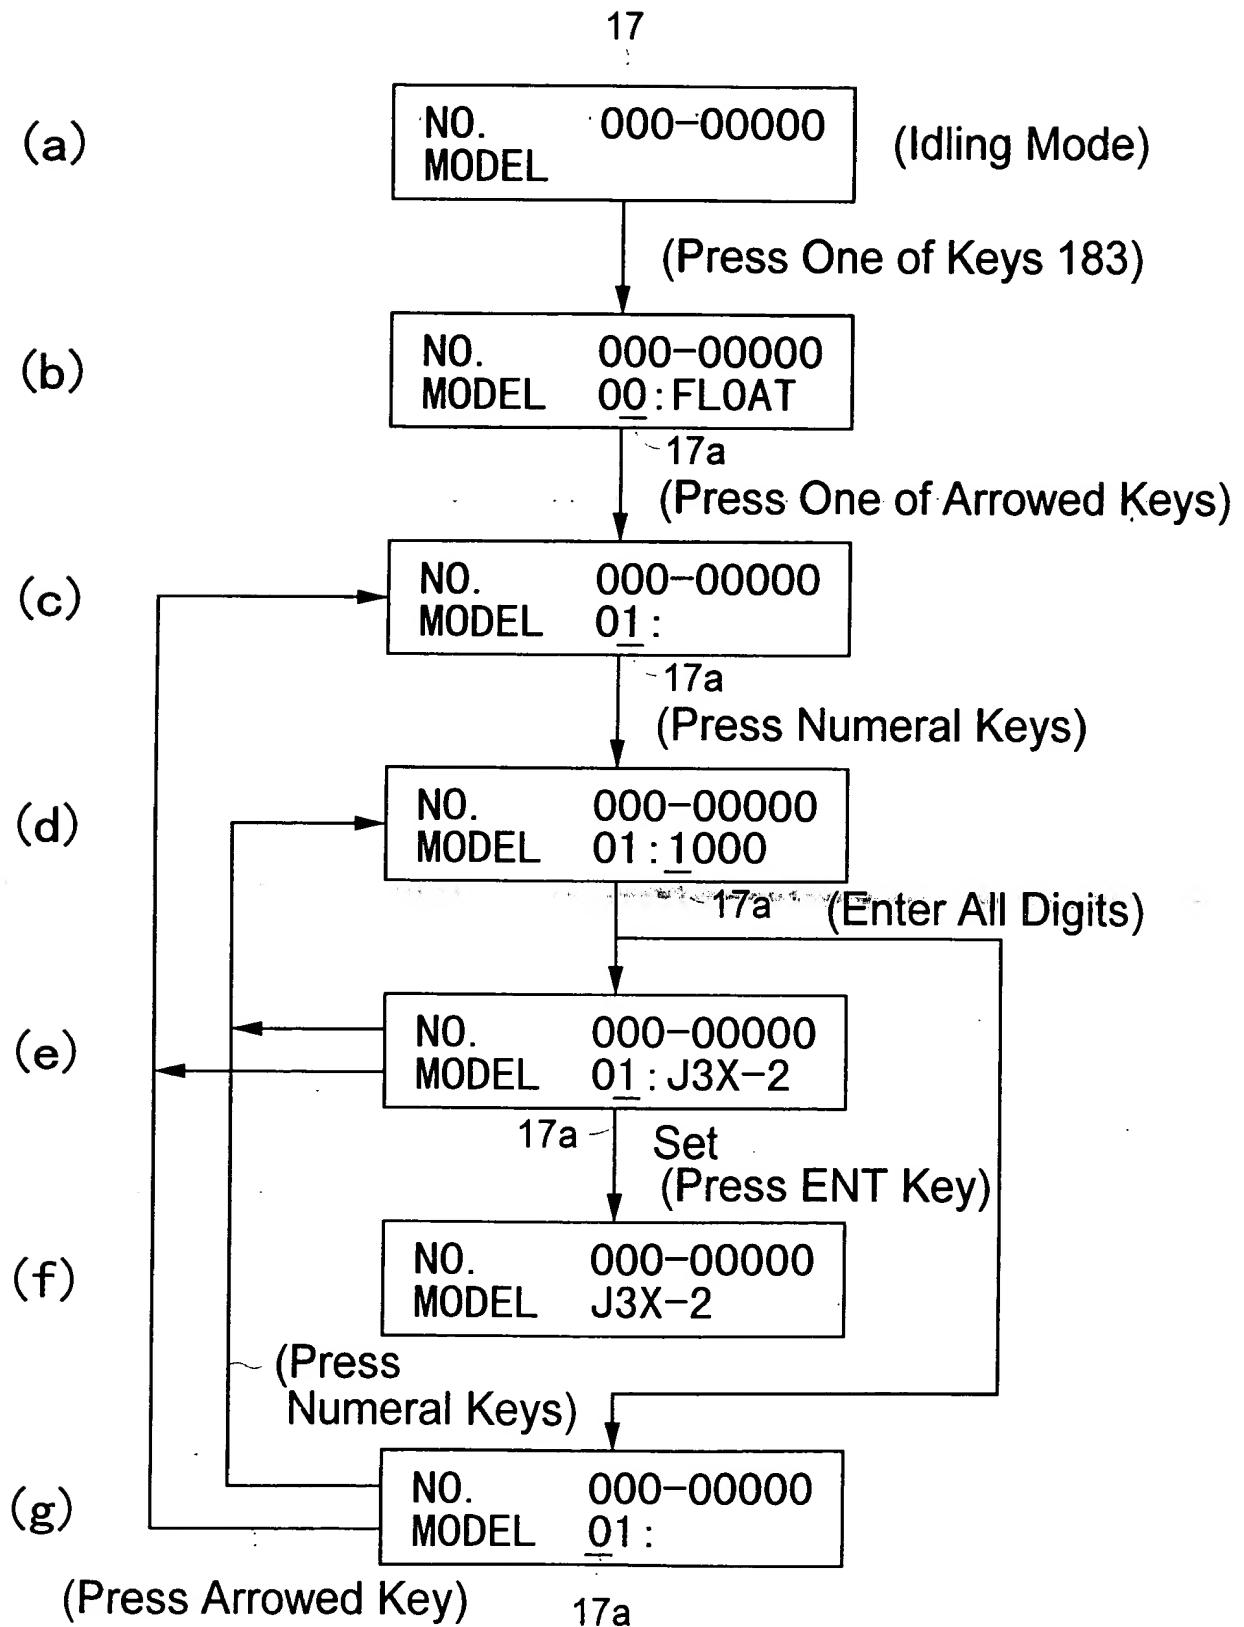 17
(a)
NO. 000-00000
MODEL
(Idling Mode)
(Press One of Keys 183)
(b)
NO. 000-00000
MODEL 00:FLOAT
17a
(Press One of Arrowed Keys)
(c)
NO. 000-00000
MODEL 01:
17a
(Press Numeral Keys)
(d)
NO. 000-00000
MODEL 01:1000
17a
(Enter All Digits)
(e)
NO. 000-00000
MODEL 01:J3X-2
17a
Set
(Press ENT Key)
(f)
NO. 000-00000
MODEL J3X-2
(Press
Numeral Keys)
(g)
NO. 000-00000
MODEL 01:
(Press Arrowed Key)
17a